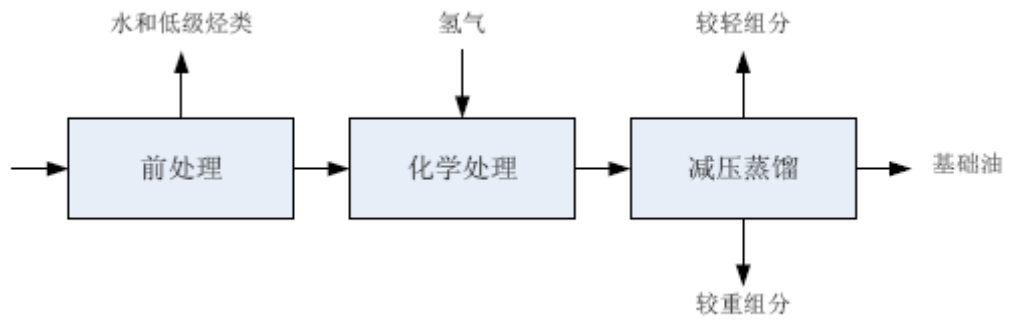 水和低级烃类
氢气
较轻组分
前处理
化学处理
减压蒸馏
基础油
较重组分